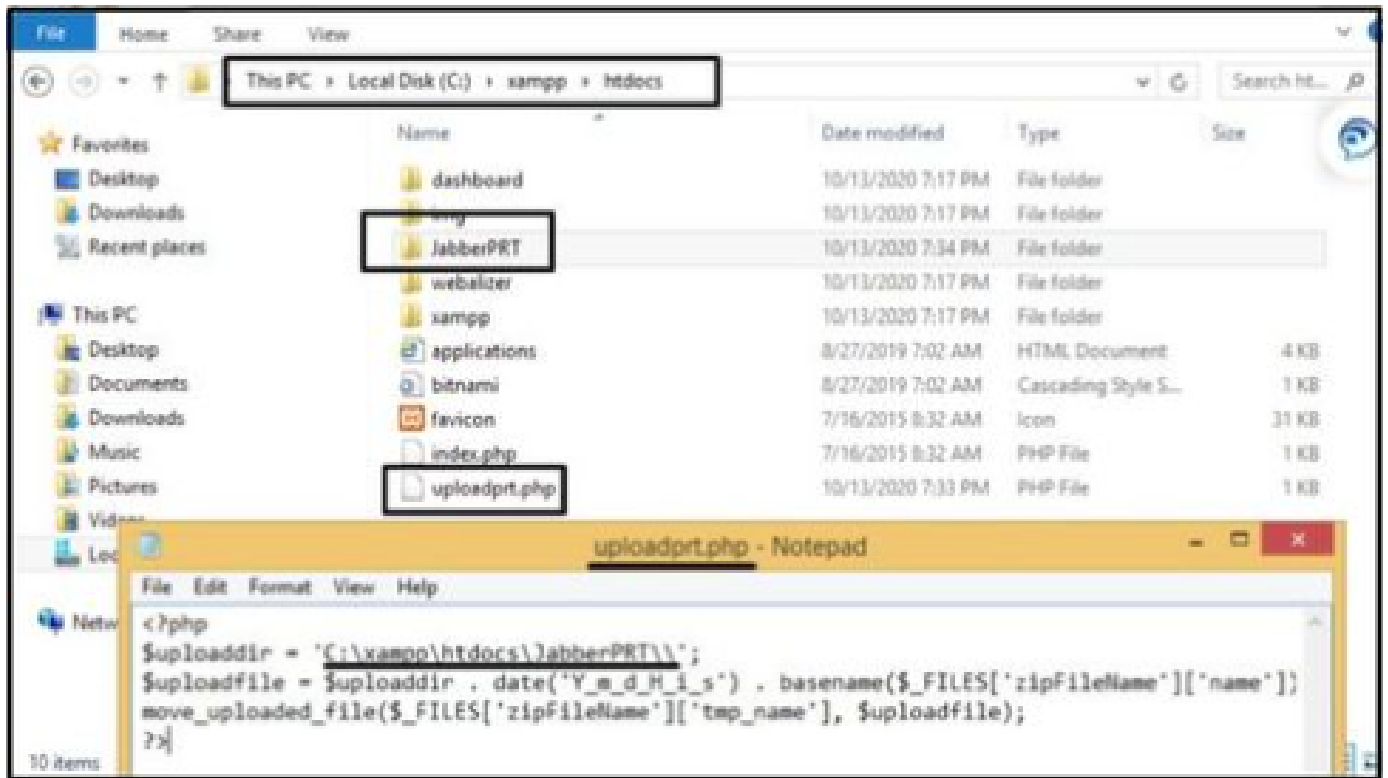 File Home Share View
This PC › Local Disk (C:) › xampp › htdocs
Search ht...
Name Date modified Type Size
Favorites
Desktop
Downloads
Recent places
This PC
Desktop
Documents
Downloads
Music
Pictures
Videos
Loc
Netw
dashboard 10/13/2020 7:17 PM File folder
img 10/13/2020 7:17 PM File folder
JabberPRT 10/13/2020 7:34 PM File folder
webalizer 10/13/2020 7:17 PM File folder
xampp 10/13/2020 7:17 PM File folder
applications 8/27/2019 7:02 AM HTML Document 4 KB
bitnami 8/27/2019 7:02 AM Cascading Style S... 1 KB
favicon 7/16/2015 8:32 AM Icon 31 KB
index.php 7/16/2015 8:32 AM PHP File 1 KB
uploadprt.php 10/13/2020 7:33 PM PHP File 1 KB
uploadprt.php - Notepad
File Edit Format View Help
<?php
$uploaddir = 'C:\xampp\htdocs\JabberPRT\\';
$uploadfile = $uploaddir . date('Y_m_d_H_i_s') . basename($_FILES['zipFileName']['name'])
move_uploaded_file($_FILES['zipFileName']['tmp_name'], $uploadfile);
?>
10 items